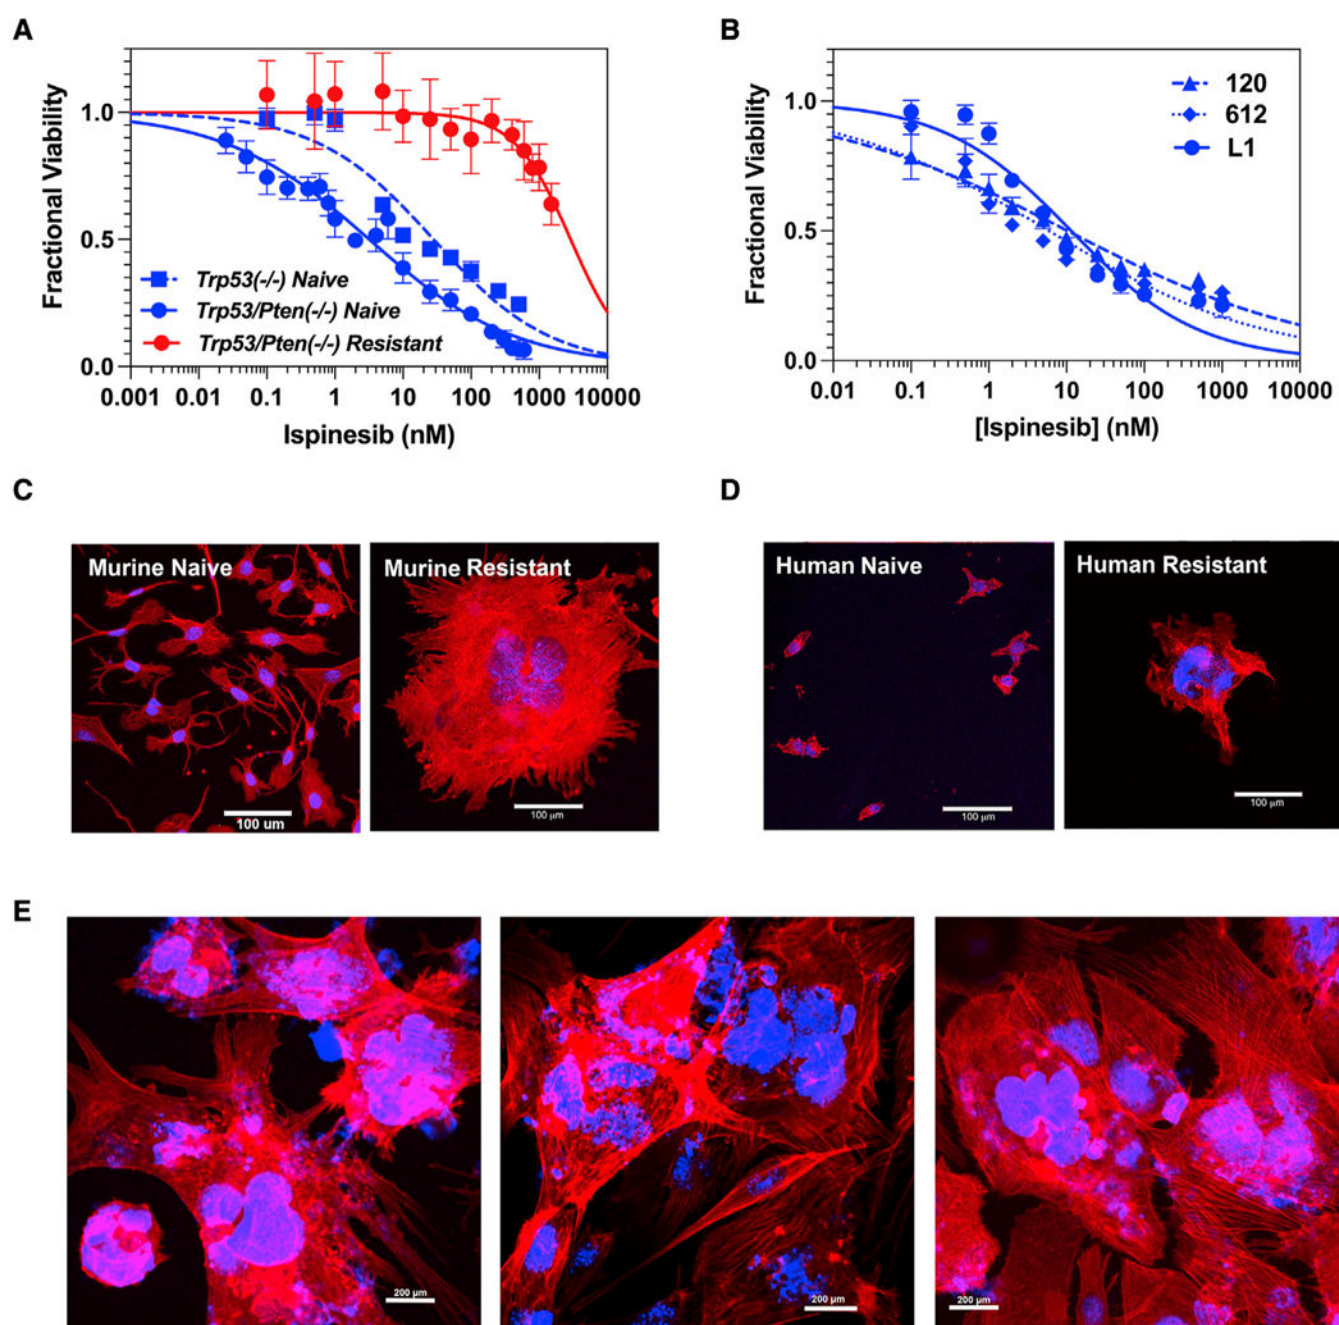 A
Fractional Viability
1.0
0.5
0.0
Trp53(-/-) Naive
Trp53/Pten(-/-) Naive
Trp53/Pten(-/-) Resistant
0.001 0.01 0.1 1 10 100 1000 10000
Ispinesib (nM)
B
Fractional Viability
1.0
0.5
0.0
120
612
L1
0.01 0.1 1 10 100 1000 10000
[Ispinesib] (nM)
C
Murine Naive
100 um
Murine Resistant
100 μm
D
Human Naive
100 μm
Human Resistant
100 μm
E
200 μm
200 μm
200 μm